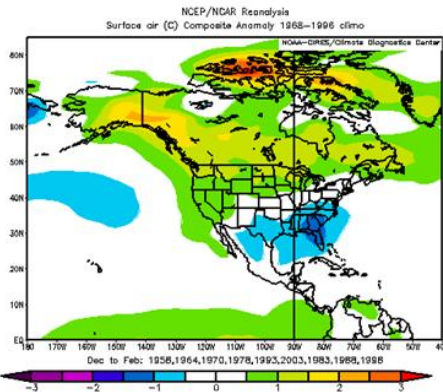 NCEP/NCAR Reanalysis
Surface air (C) Composite Anomaly 1968-1996 climo
NOAA-CIRES/Climate Diagnostics Center
80N
70N
60N
50N
40N
30N
20N
10N
EQ
180 170W 160W 150W 140W 130W 120W 110W 100W 90W 80W 70W 60W 50W 40
Dec to Feb: 1958,1964,1970,1978,1993,2003,1983,1988,1998
-3 -2 -1 0 1 2 3